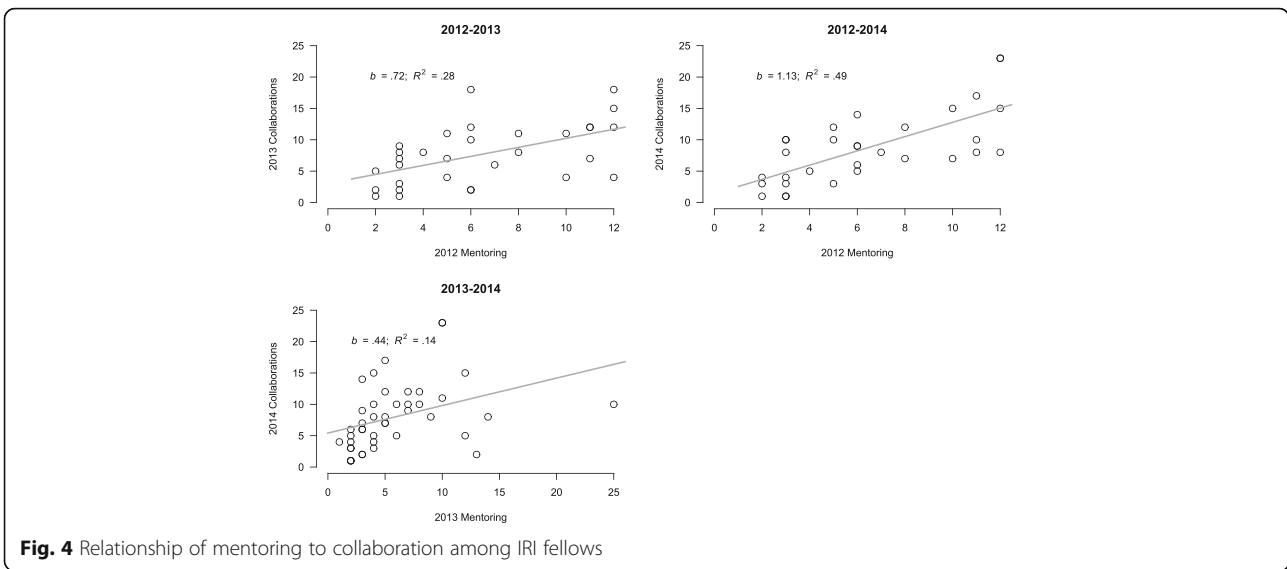 2012-2013
25
20
15
10
5
0
2013 Collaborations
b = .72; R² = .28
0 2 4 6 8 10 12
2012 Mentoring
2012-2014
25
20
15
10
5
0
2014 Collaborations
b = 1.13; R² = .49
0 2 4 6 8 10 12
2012 Mentoring
2013-2014
25
20
15
10
5
0
2014 Collaborations
b = .44; R² = .14
0 5 10 15 20 25
2013 Mentoring
Fig. 4 Relationship of mentoring to collaboration among IRI fellows